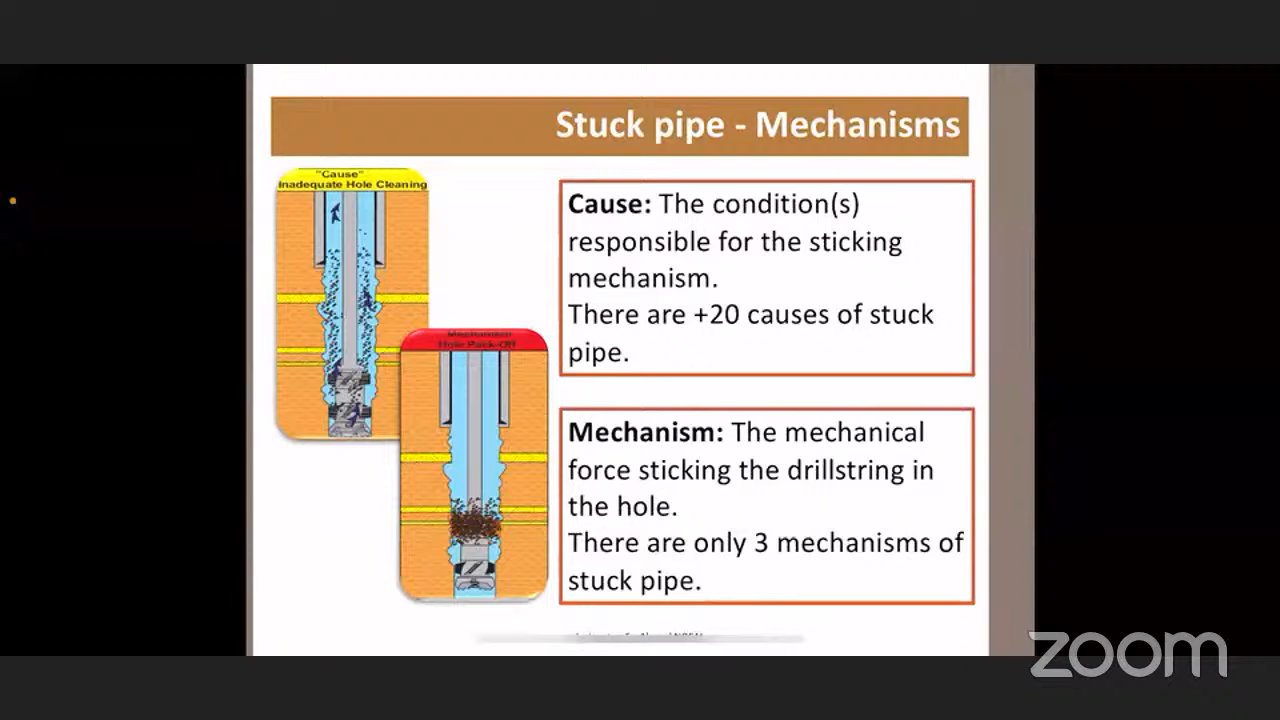 Stuck pipe - Mechanisms
"Cause"
Inadequate Hole Cleaning
Cause: The condition(s)
responsible for the sticking
mechanism.
There are +20 causes of stuck
pipe.
Mechanism
Hole Pack-Off
Mechanism: The mechanical
force sticking the drillstring in
the hole.
There are only 3 mechanisms of
stuck pipe.
zoom